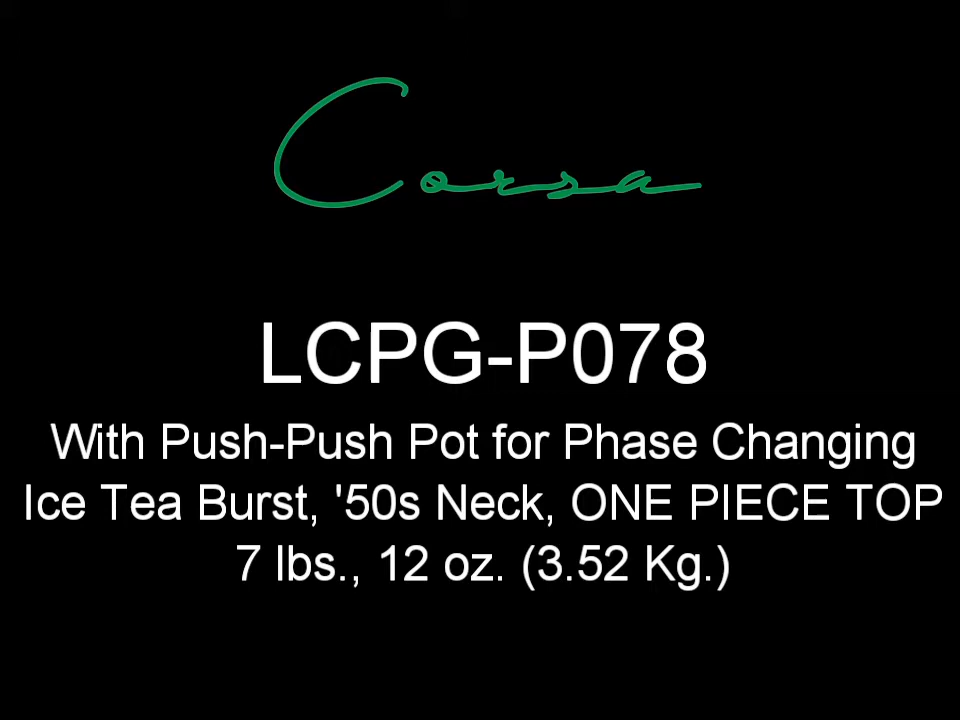 Corsa
LCPG-P078
With Push-Push Pot for Phase Changing
Ice Tea Burst, '50s Neck, ONE PIECE TOP
7 lbs., 12 oz. (3.52 Kg.)